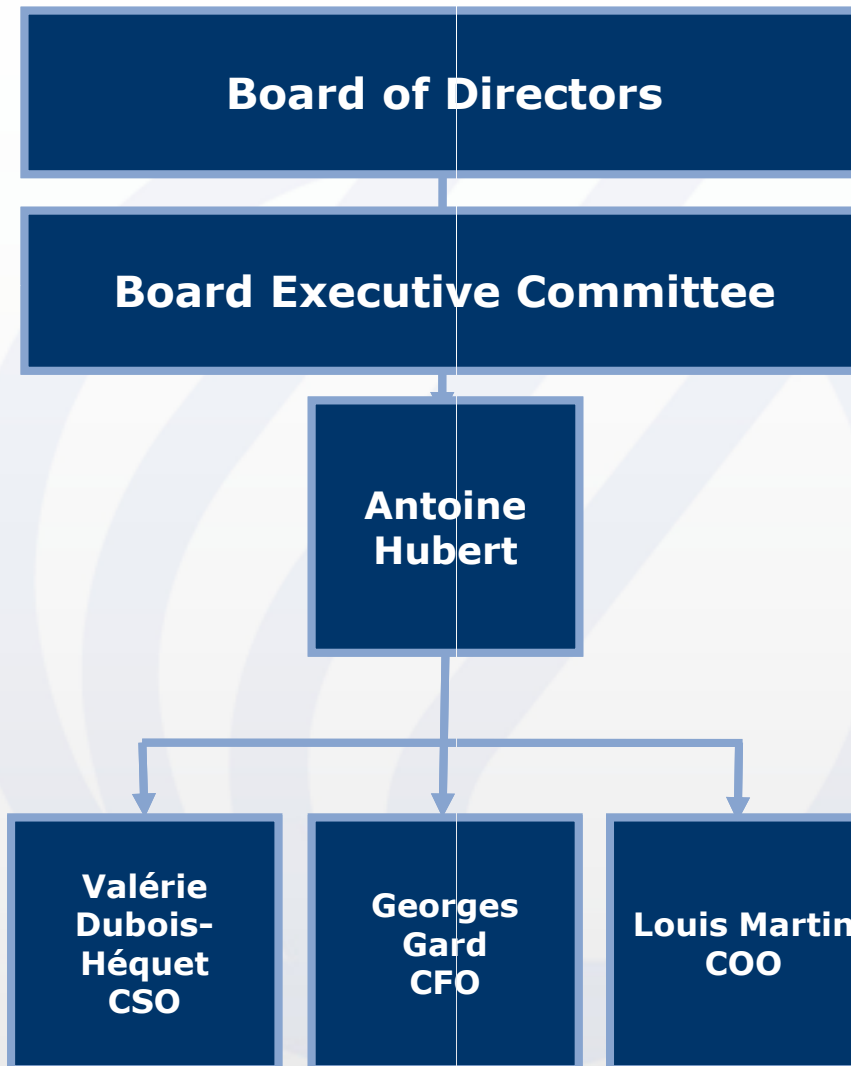 Board of Directors
Board Executive Committee
Antoine
Hubert
Valérie
Dubois-
Héquet
CSO
Georges
Gard
CFO
Louis Martin
COO